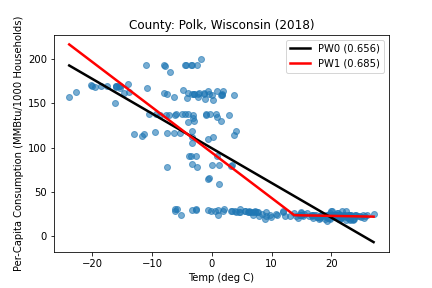 County: Polk, Wisconsin (2018)
PW0 (0.656)
PW1 (0.685)
Per-Capita Consumption (MMBtu/1000 Households)
200
150
100
50
0
−20 −10 0 10 20
Temp (deg C)